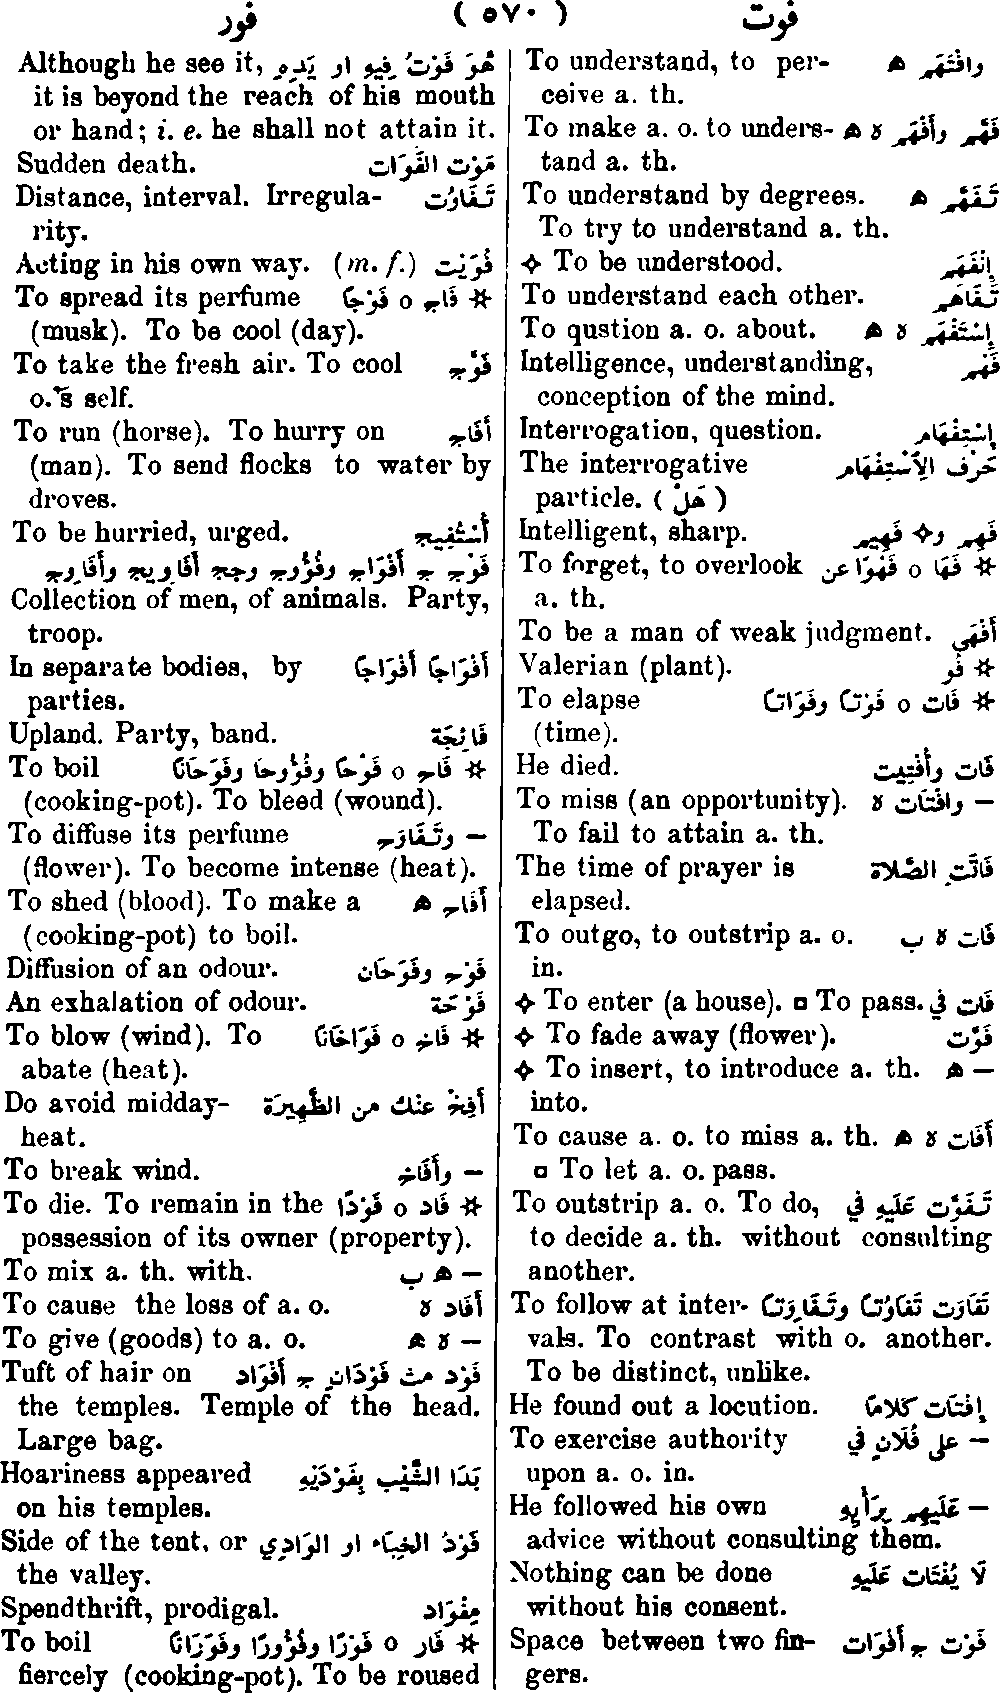 فوت ( ٥٧٠ ) فور
To understand, to per- وافْتَهَم ه
ceive a. th.
To make a. o. to unders- فَهَّم وأَفْهَم ه ه
tand a. th.
To understand by degrees. تَفَهَّم ه
To try to understand a. th.
✧ To be understood. إِنْفَهَم
To understand each other. تَفَاهَم
To qustion a. o. about. إِسْتَفْهَم ه ه
Intelligence, understanding, فَهْم
conception of the mind.
Interrogation, question. إِسْتِفْهَام
The interrogative حَرْف الِاسْتِفْهَام
particle. ( هَلْ )
Intelligent, sharp. فَهِم و✧ فَهِيم
To forget, to overlook ✲ فَهَا o فَهْوًا عن
a. th.
To be a man of weak judgment. أَفْهَى
Valerian (plant). ✲ فُو
To elapse ✲ فَات o فَوْتًا وفَوَاتًا
(time).
He died. فَات وأُفْتِيت
To miss (an opportunity). — وافْتَات ه
To fail to attain a. th.
The time of prayer is فَاتَتِ الصَّلَاة
elapsed.
To outgo, to outstrip a. o. فَات ه ب
in.
✧ To enter (a house). ▫ To pass. فَات في
✧ To fade away (flower). فَوَّت
✧ To insert, to introduce a. th. — ه
into.
To cause a. o. to miss a. th. أَفَات ه ه
▫ To let a. o. pass.
To outstrip a. o. To do, تَفَوَّت عَلَيْهِ في
to decide a. th. without consulting
another.
To follow at inter- تَفَاوَت تَفَاوُتًا وتَفَاوَتًا
vals. To contrast with o. another.
To be distinct, unlike.
He found out a locution. إِفْتَات كَلَامًا
To exercise authority — على فُلَانٍ في
upon a. o. in.
He followed his own — عَلَيْهِم بِرَأْيِهِ
advice without consulting them.
Nothing can be done لَا يُفْتَات عَلَيْهِ
without his consent.
Space between two fin- فَوْت ج أَفْوَات
gers.
Although he see it, هُوَ فَوْتُ فِيهِ او يَدِهِ
it is beyond the reach of his mouth
or hand; i. e. he shall not attain it.
Sudden death. مَوْت الفَوَات
Distance, interval. Irregula- تَفَاوُت
rity.
Acting in his own way. (m. f.) فُوَيْت
To spread its perfume ✲ فَاج o فَوْجًا
(musk). To be cool (day).
To take the fresh air. To cool فَوَّج
o.'s self.
To run (horse). To hurry on أَفَاج
(man). To send flocks to water by
droves.
To be hurried, urged. أُسْتُفِيج
فَوْج ج أَفْوَاج وفُؤُوج وجج أَفَاوِيج وأَفَاوِج
Collection of men, of animals. Party,
troop.
In separate bodies, by أَفْوَاجًا أَفْوَاجًا
parties.
Upland. Party, band. فَائِجَة
To boil ✲ فَاح o فَوْحًا وفُؤُوحًا وفَوَحَانًا
(cooking-pot). To bleed (wound).
To diffuse its perfume — وتَفَاوَح
(flower). To become intense (heat).
To shed (blood). To make a أَفَاح ه
(cooking-pot) to boil.
Diffusion of an odour. فَوْح وفَوَحَان
An exhalation of odour. فَوْحَة
To blow (wind). To ✲ فَاخ o فَوَاخَانًا
abate (heat).
Do avoid midday- أَفِخْ عَنْك من الظَّهِيرَة
heat.
To break wind. — وأَفَاخ
To die. To remain in the ✲ فَاد o فَوْدًا
possession of its owner (property).
To mix a. th. with. — ه ب
To cause the loss of a. o. أَفَاد ه
To give (goods) to a. o. — ه ه
Tuft of hair on فَوْد مث فَوْدَانِ ج أَفْوَاد
the temples. Temple of the head.
Large bag.
Hoariness appeared بَدَا الشَّيْب بِفَوْدَيْهِ
on his temples.
Side of the tent, or فَوْدُ الخِبَاء او الوَادِي
the valley.
Spendthrift, prodigal. مِفْوَاد
To boil ✲ فَار o فَوْرًا وفُؤُورًا وفَوَرَانًا
fiercely (cooking-pot). To be roused